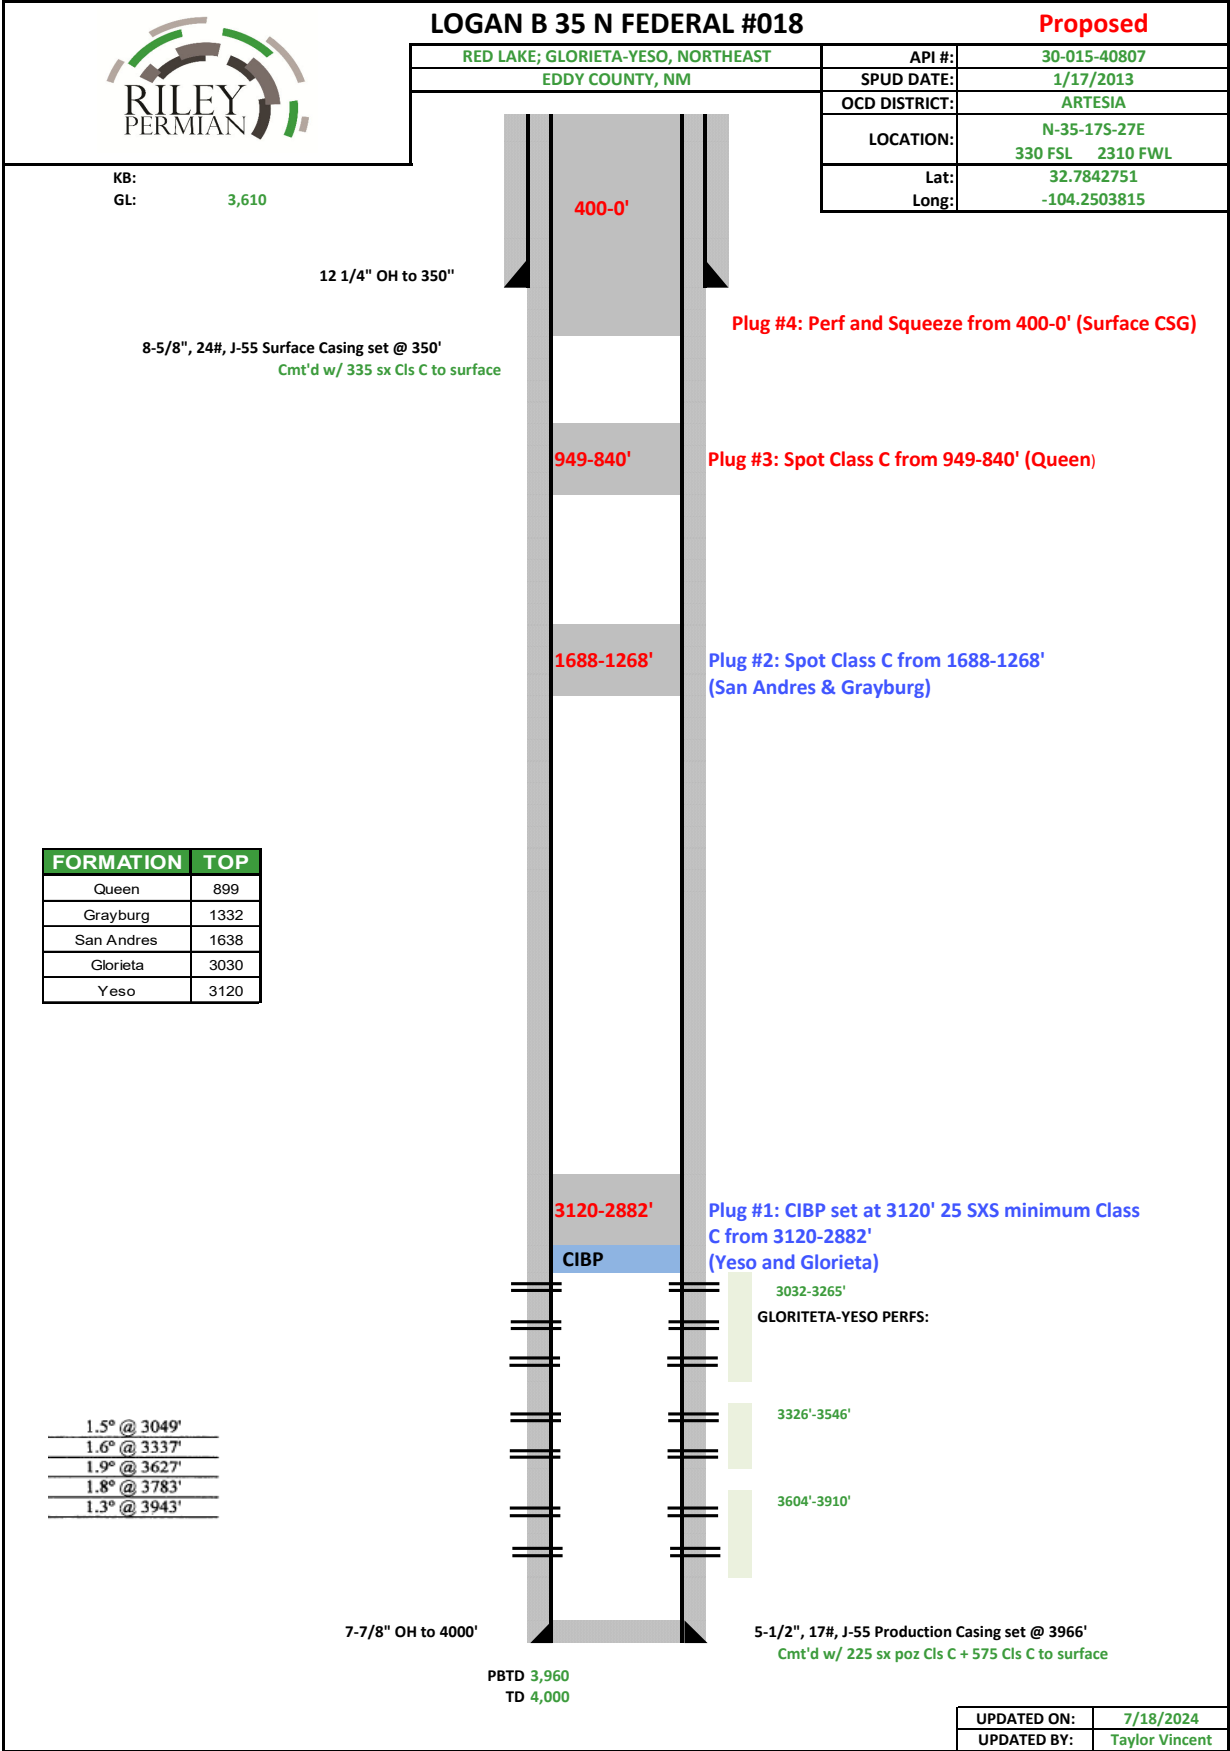 RILEY
PERMIAN
LOGAN B 35 N FEDERAL #018
Proposed
RED LAKE; GLORIETA-YESO, NORTHEAST
EDDY COUNTY, NM
API #: 30-015-40807
SPUD DATE: 1/17/2013
OCD DISTRICT: ARTESIA
LOCATION: N-35-17S-27E
330 FSL 2310 FWL
Lat: 32.7842751
Long: -104.2503815
KB:
GL: 3,610
400-0'
12 1/4" OH to 350''
Plug #4: Perf and Squeeze from 400-0' (Surface CSG)
8-5/8", 24#, J-55 Surface Casing set @ 350'
Cmt'd w/ 335 sx Cls C to surface
949-840'
Plug #3: Spot Class C from 949-840' (Queen)
1688-1268'
Plug #2: Spot Class C from 1688-1268'
(San Andres & Grayburg)
FORMATION TOP
Queen 899
Grayburg 1332
San Andres 1638
Glorieta 3030
Yeso 3120
3120-2882'
Plug #1: CIBP set at 3120' 25 SXS minimum Class
C from 3120-2882'
(Yeso and Glorieta)
CIBP
3032-3265'
GLORITETA-YESO PERFS:
3326'-3546'
1.5° @ 3049'
1.6° @ 3337'
1.9° @ 3627'
1.8° @ 3783'
1.3° @ 3943'
3604'-3910'
7-7/8" OH to 4000'
5-1/2", 17#, J-55 Production Casing set @ 3966'
Cmt'd w/ 225 sx poz Cls C + 575 Cls C to surface
PBTD 3,960
TD 4,000
UPDATED ON: 7/18/2024
UPDATED BY: Taylor Vincent